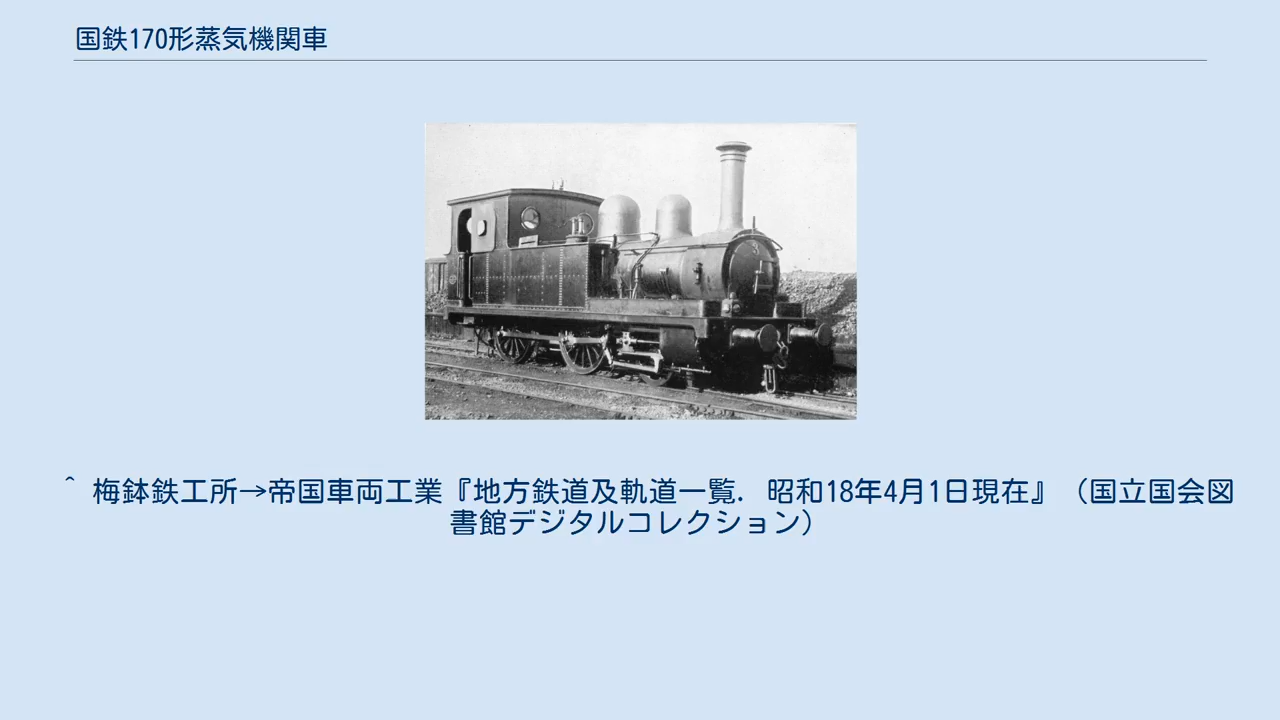 国鉄170形蒸気機関車
^ 梅鉢鉄工所→帝国車両工業『地方鉄道及軌道一覧. 昭和18年4月1日現在』（国立国会図
書館デジタルコレクション）